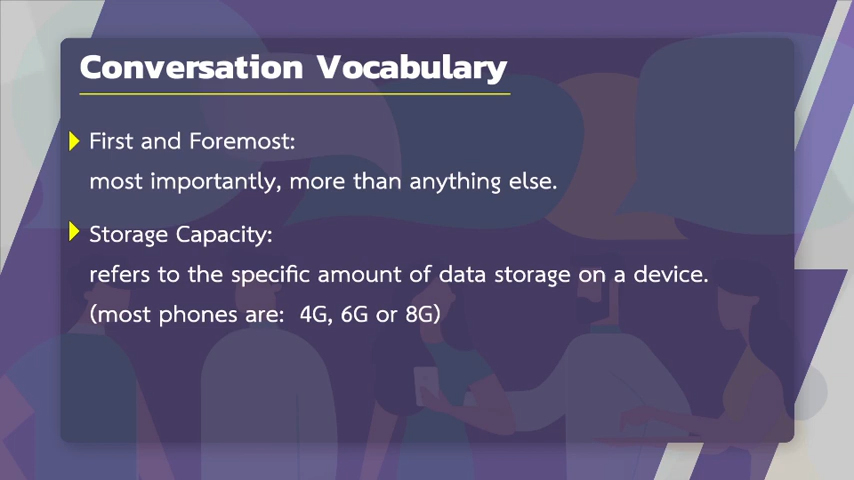 Conversation Vocabulary
First and Foremost:
most importantly, more than anything else.
Storage Capacity:
refers to the specific amount of data storage on a device.
(most phones are: 4G, 6G or 8G)